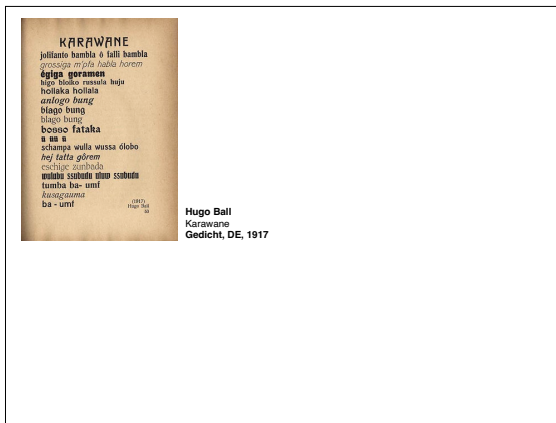 KARAWANE
jolifanto bambla ô falli bambla
grossiga m'pfa habla horem
égiga goramen
higo bloiko russula huju
hollaka hollala
anlogo bung
blago bung
blago bung
bosso fataka
ü üü ü
schampa wulla wussa ólobo
hej tatta gôrem
eschige zunbada
wulubu ssubudu uluw ssubudu
tumba ba- umf
kusagauma
ba - umf
(1917)
Hugo Ball
53
Hugo Ball
Karawane
Gedicht, DE, 1917